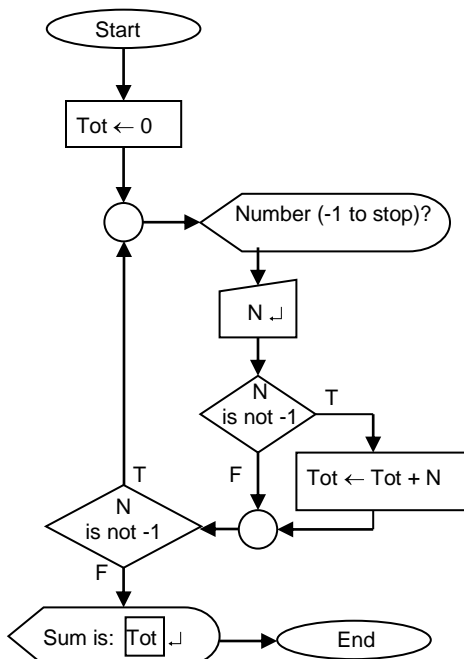 Start
Tot ← 0
Number (-1 to stop)?
N ↵
N
is not -1
T
F
Tot ← Tot + N
T
N
is not -1
F
Sum is: Tot ↵
End